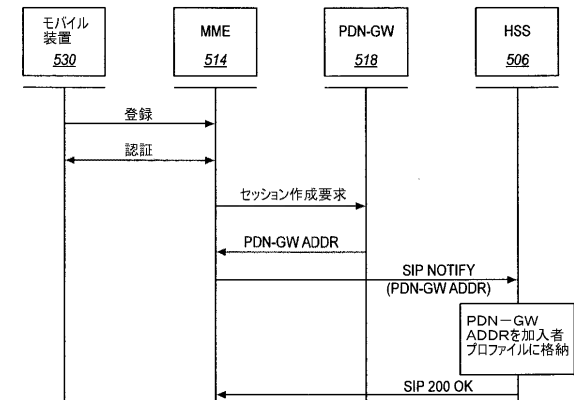 モバイル
装置
530
MME
514
PDN-GW
518
HSS
506
登録
認証
セッション作成要求
PDN-GW ADDR
SIP NOTIFY
(PDN-GW ADDR)
PDN−GW
ADDRを加入者
プロファイルに格納
SIP 200 OK